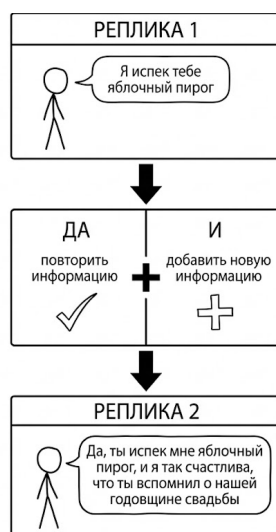 РЕПЛИКА 1
Я испек тебе
яблочный пирог
ДА
повторить
информацию
И
добавить новую
информацию
РЕПЛИКА 2
Да, ты испек мне яблочный
пирог, и я так счастлива,
что ты вспомнил о нашей
годовщине свадьбы